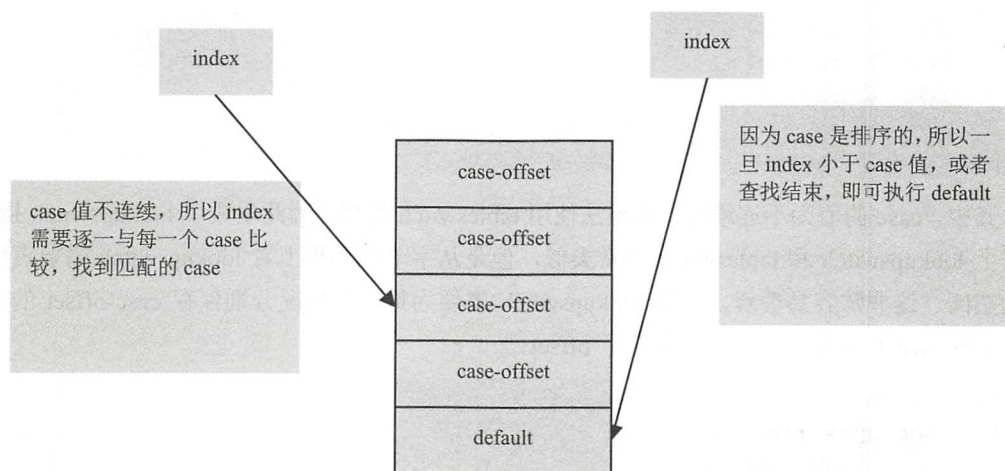 index
index
因为 case 是排序的，所以一
旦 index 小于 case 值，或者
查找结束，即可执行 default
case 值不连续，所以 index
需要逐一与每一个 case 比
较，找到匹配的 case
case-offset
case-offset
case-offset
case-offset
default